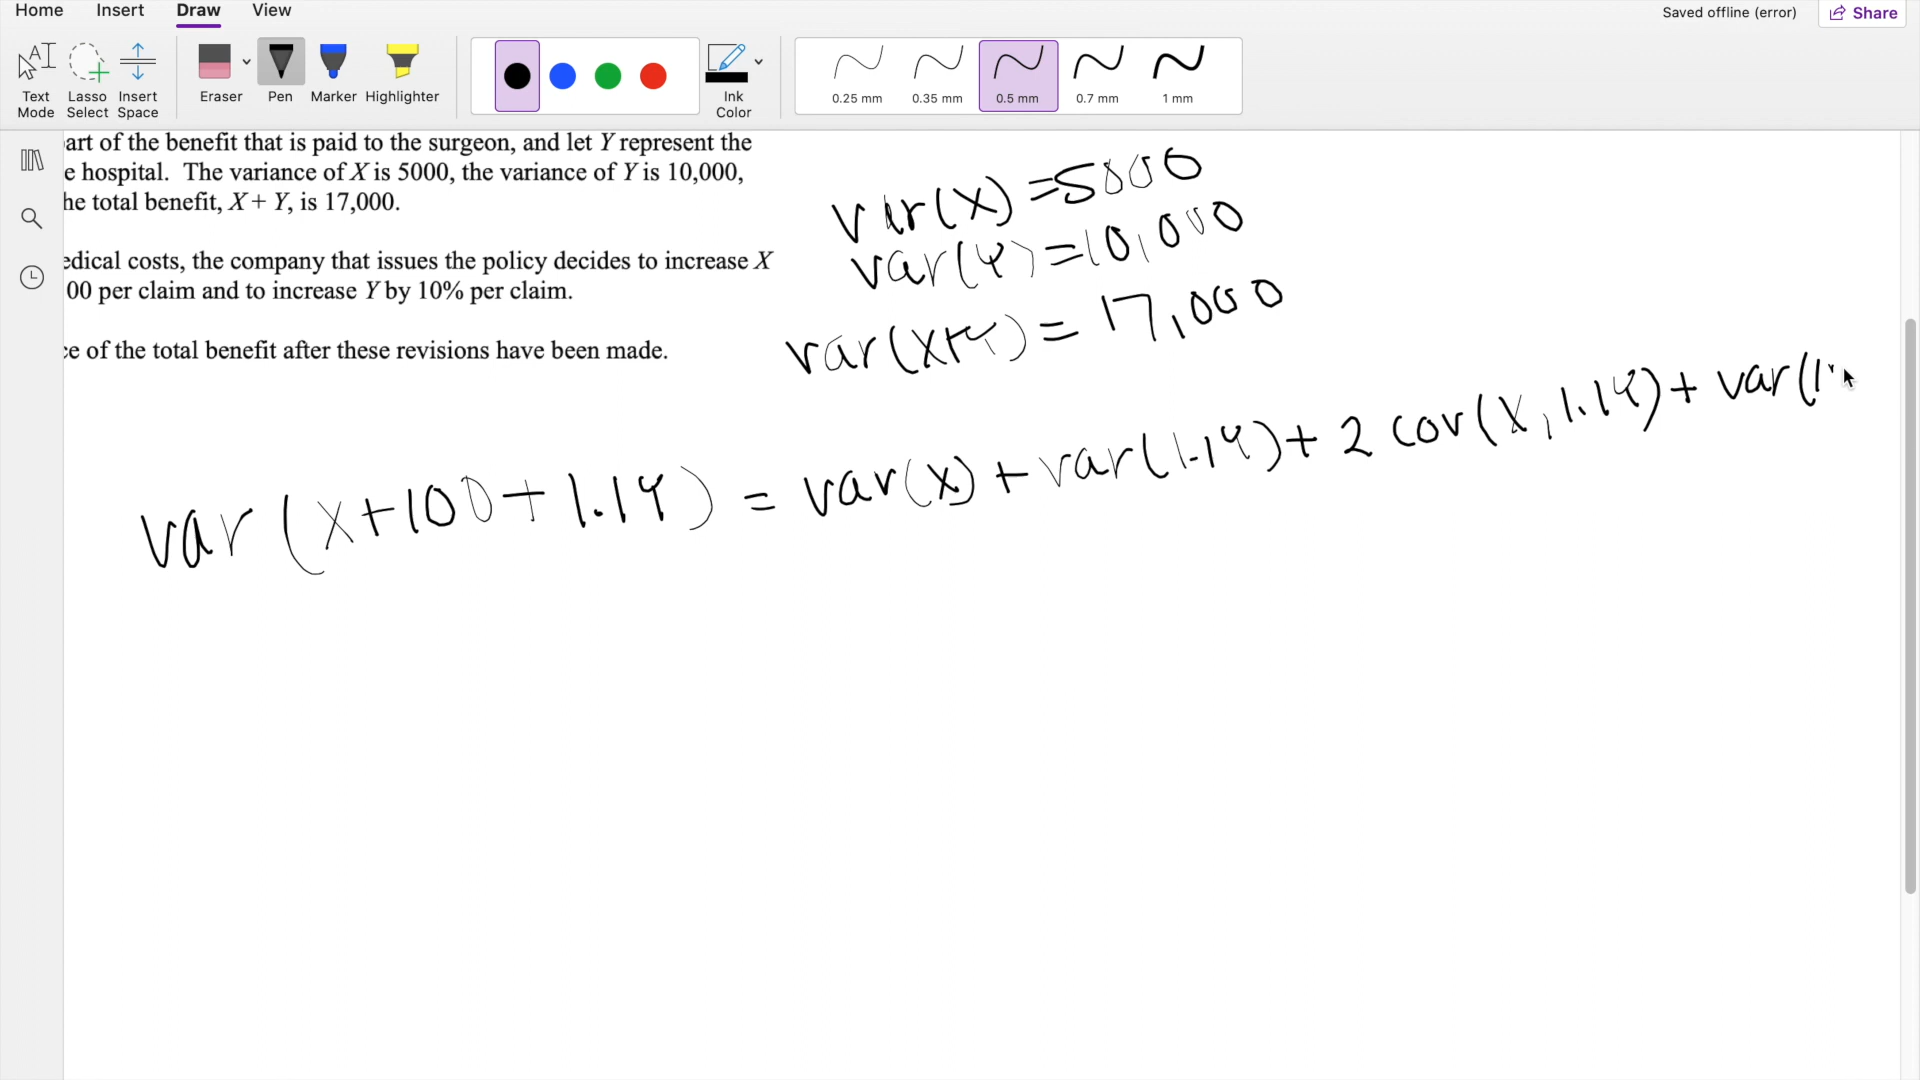 Home Insert Draw View Saved offline (error) Share
Text Mode Lasso Select Insert Space Eraser Pen Marker Highlighter Ink Color 0.25 mm 0.35 mm 0.5 mm 0.7 mm 1 mm
art of the benefit that is paid to the surgeon, and let Y represent the
e hospital. The variance of X is 5000, the variance of Y is 10,000,
he total benefit, X + Y, is 17,000.
edical costs, the company that issues the policy decides to increase X
00 per claim and to increase Y by 10% per claim.
ce of the total benefit after these revisions have been made.
var(X) = 5000
var(Y) = 10,000
var(X+Y) = 17,000
var(X+100+1.1Y) = var(X) + var(1.1Y) + 2 cov(X, 1.1Y) + var(1